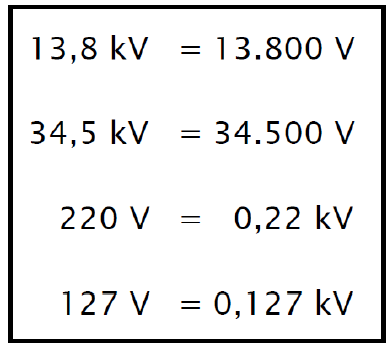 13,8 kV = 13.800 V
34,5 kV = 34.500 V
220 V = 0,22 kV
127 V = 0,127 kV